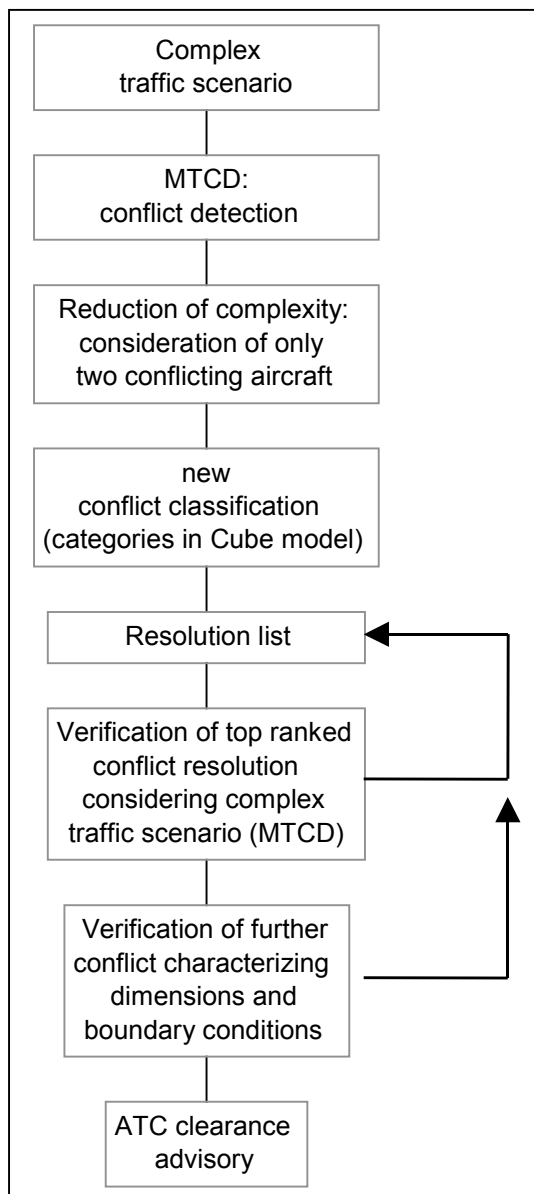 Complex
traffic scenario
MTCD:
conflict detection
Reduction of complexity:
consideration of only
two conflicting aircraft
new
conflict classification
(categories in Cube model)
Resolution list
Verification of top ranked
conflict resolution
considering complex
traffic scenario (MTCD)
Verification of further
conflict characterizing
dimensions and
boundary conditions
ATC clearance
advisory